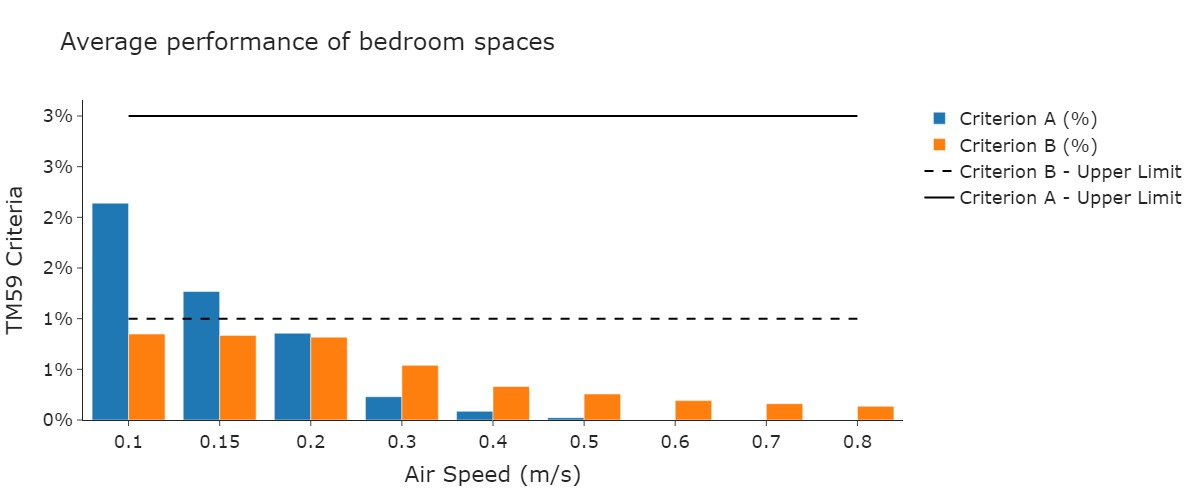 Average performance of bedroom spaces
TM59 Criteria
3%
3%
2%
2%
1%
1%
0%
0.1 0.15 0.2 0.3 0.4 0.5 0.6 0.7 0.8
Air Speed (m/s)
Criterion A (%)
Criterion B (%)
Criterion B - Upper Limit
Criterion A - Upper Limit